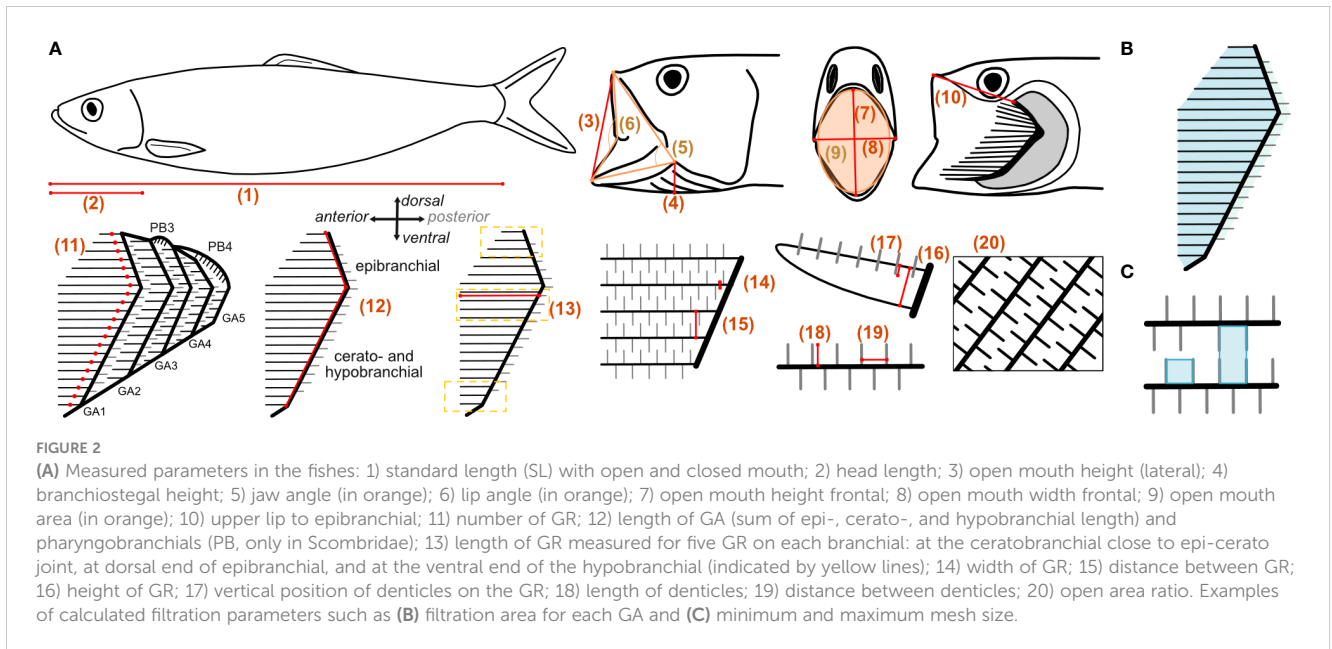 A
B
(3)
(6)
(5)
(4)
(7)
(8)
(9)
(10)
(1)
(2)
dorsal
anterior
posterior
ventral
(11)
PB3
PB4
GA5
GA4
GA3
GA2
GA1
epibranchial
(12)
cerato- and
hypobranchial
(13)
(14)
(15)
(17)
(16)
(18)
(19)
(20)
C
FIGURE 2
(A) Measured parameters in the fishes: 1) standard length (SL) with open and closed mouth; 2) head length; 3) open mouth height (lateral); 4)
branchiostegal height; 5) jaw angle (in orange); 6) lip angle (in orange); 7) open mouth height frontal; 8) open mouth width frontal; 9) open mouth
area (in orange); 10) upper lip to epibranchial; 11) number of GR; 12) length of GA (sum of epi-, cerato-, and hypobranchial length) and
pharyngobranchials (PB, only in Scombridae); 13) length of GR measured for five GR on each branchial: at the ceratobranchial close to epi-cerato
joint, at dorsal end of epibranchial, and at the ventral end of the hypobranchial (indicated by yellow lines); 14) width of GR; 15) distance between GR;
16) height of GR; 17) vertical position of denticles on the GR; 18) length of denticles; 19) distance between denticles; 20) open area ratio. Examples
of calculated filtration parameters such as (B) filtration area for each GA and (C) minimum and maximum mesh size.